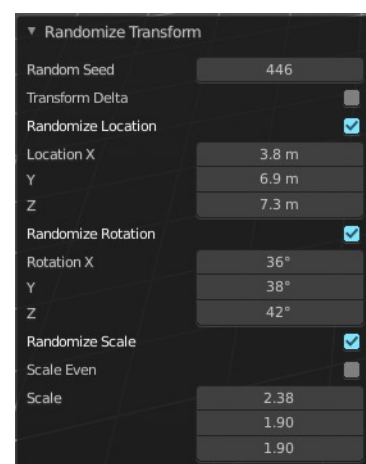 Randomize Transform
Random Seed 446
Transform Delta
Randomize Location
Location X 3.8 m
Y 6.9 m
Z 7.3 m
Randomize Rotation
Rotation X 36°
Y 38°
Z 42°
Randomize Scale
Scale Even
Scale 2.38
1.90
1.90